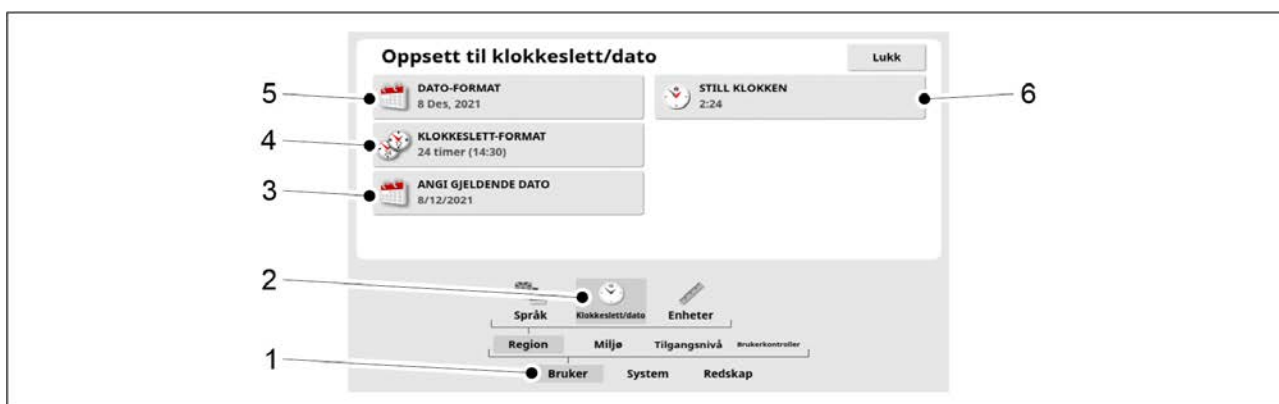 Oppsett til klokkeslett/dato
Lukk
5
DATO-FORMAT
8 Des, 2021
STILL KLOKKEN
2:24
6
4
KLOKKESLETT-FORMAT
24 timer (14:30)
3
ANGI GJELDENDE DATO
8/12/2021
2
Språk Klokkeslett/dato Enheter
Region Miljø Tilgangsnivå Brukerkontroller
1
Bruker System Redskap